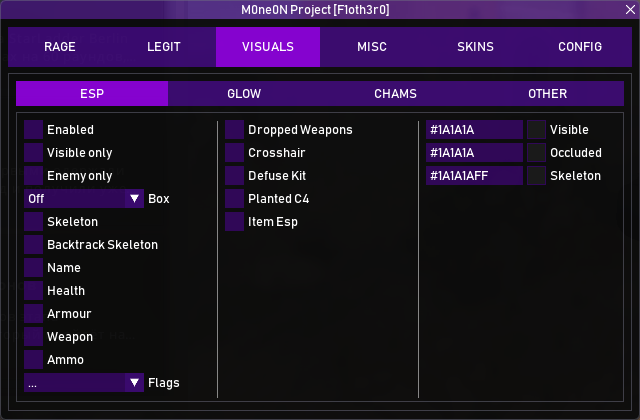 M0ne0N Project [F1oth3r0]
RAGE LEGIT VISUALS MISC SKINS CONFIG
ESP GLOW CHAMS OTHER
Enabled
Visible only
Enemy only
Off Box
Skeleton
Backtrack Skeleton
Name
Health
Armour
Weapon
Ammo
... Flags
Dropped Weapons
Crosshair
Defuse Kit
Planted C4
Item Esp
#1A1A1A Visible
#1A1A1A Occluded
#1A1A1AFF Skeleton